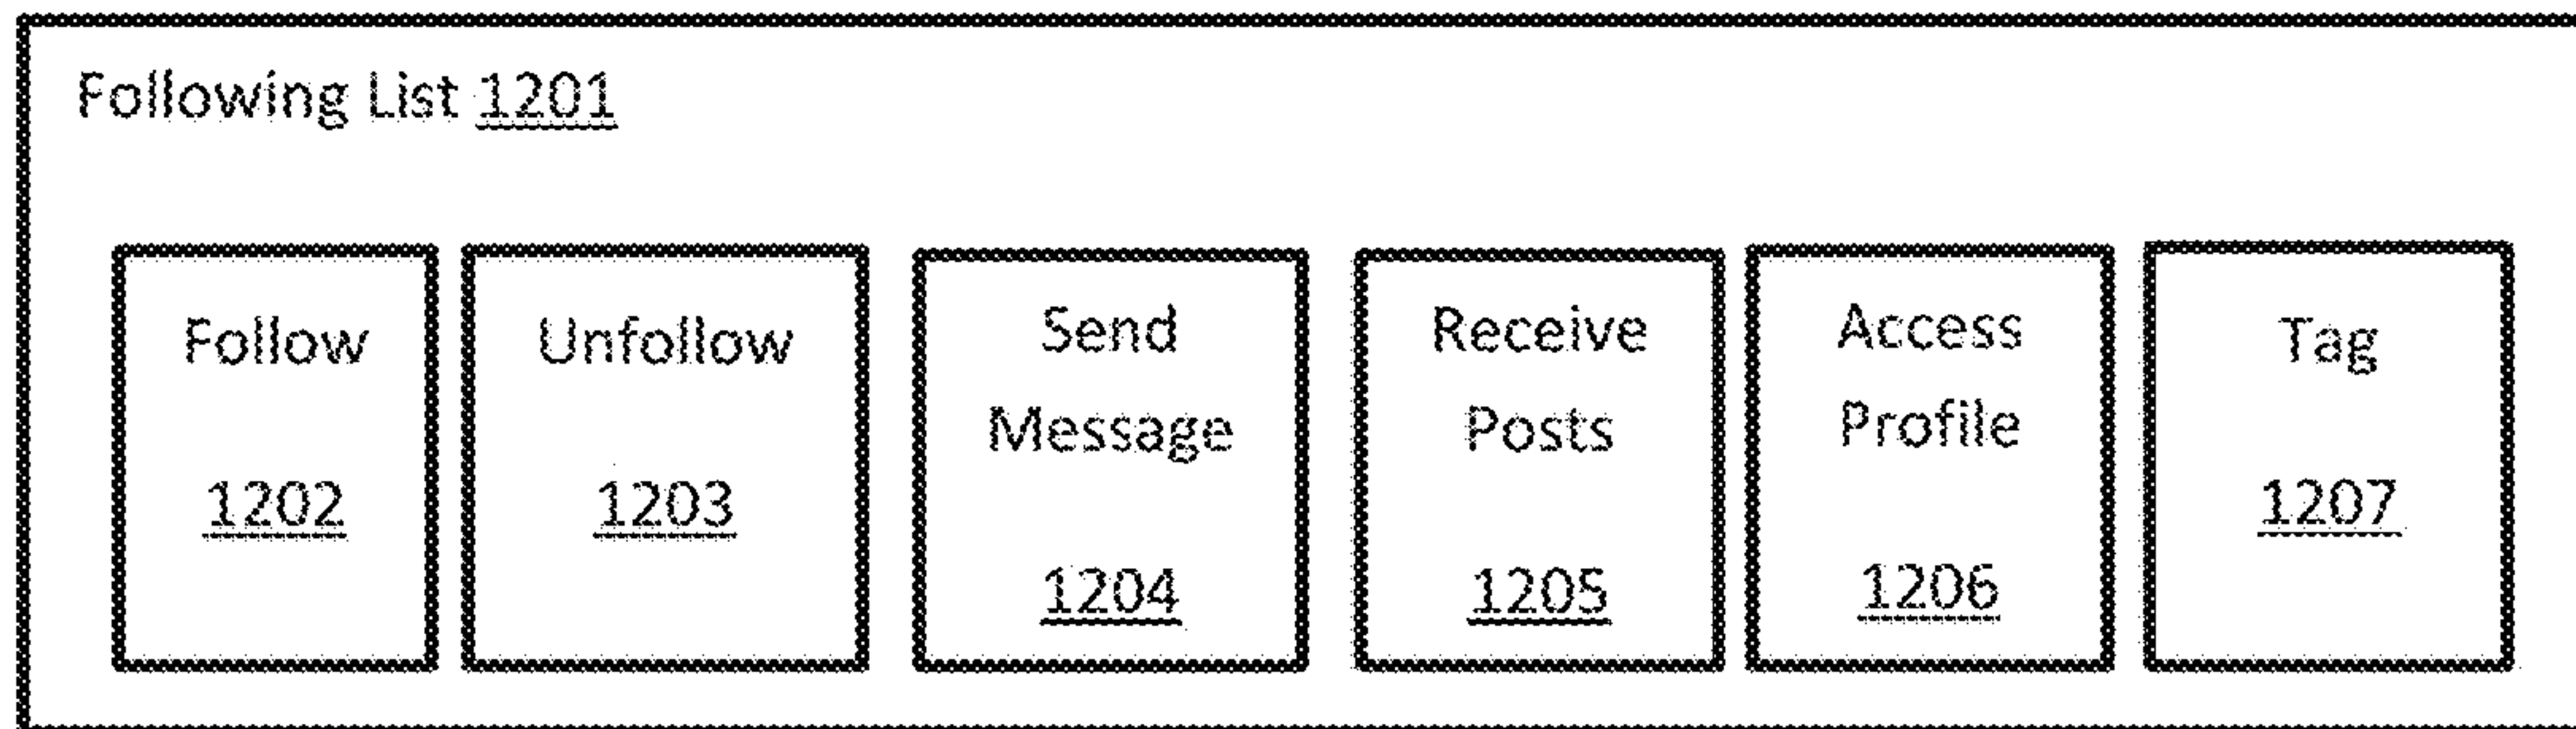 Following List 1201
Follow
1202
Unfollow
1203
Send
Message
1204
Receive
Posts
1205
Access
Profile
1206
Tag
1207